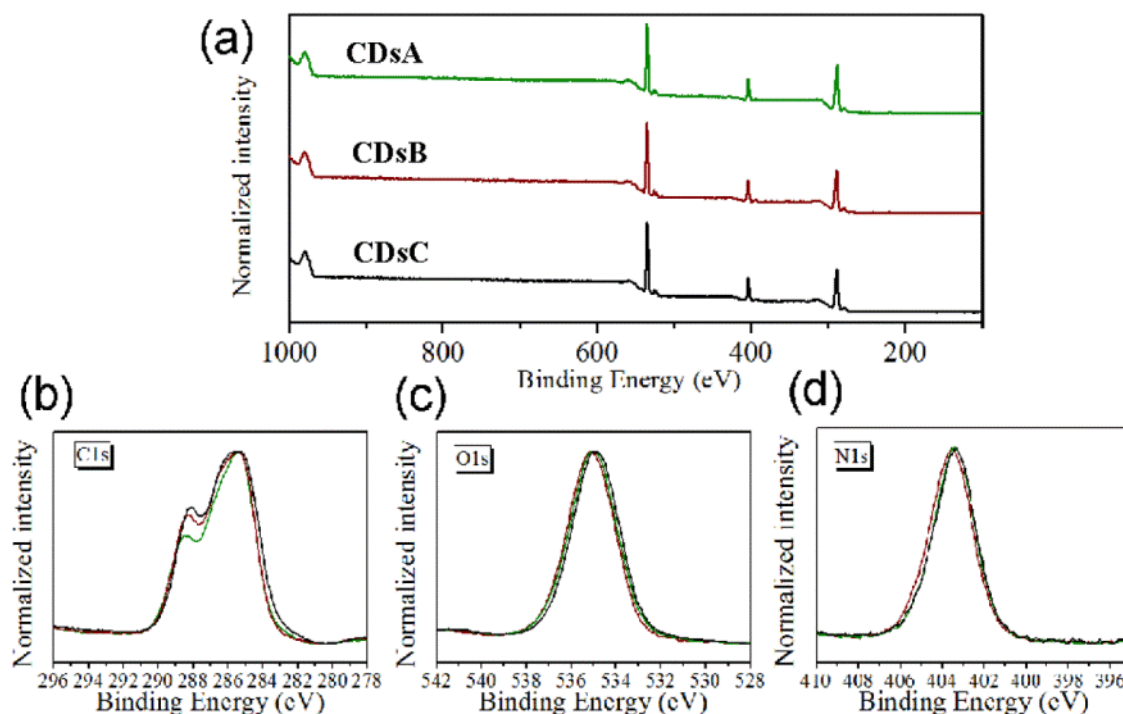 (a)
CDsA
CDsB
CDsC
Normalized intensity
1000 800 600 400 200
Binding Energy (eV)
(b) (c) (d)
C1s
O1s
N1s
Normalized intensity
Normalized intensity
Normalized intensity
296 294 292 290 288 286 284 282 280 278
542 540 538 536 534 532 530 528
410 408 406 404 402 400 398 396
Binding Energy (eV)
Binding Energy (eV)
Binding Energy (eV)